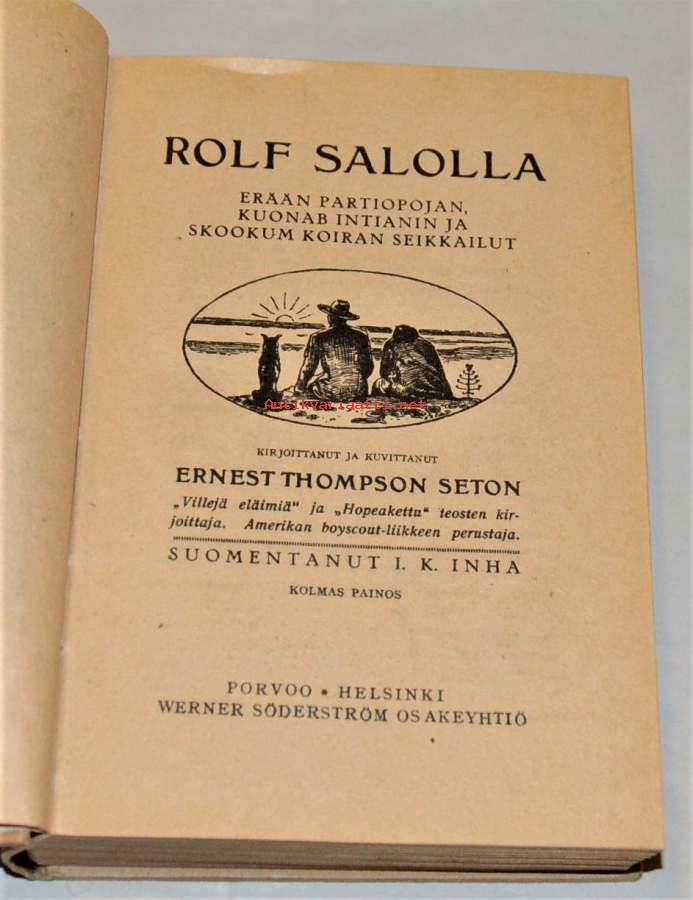 ROLF SALOLLA
ERÄÄN PARTIOPOJAN,
KUONAB INTIANIN JA
SKOOKUM KOIRAN SEIKKAILUT
Antikvariaatti.net
KIRJOITTANUT JA KUVITTANUT
ERNEST THOMPSON SETON
„Villejä eläimiä“ ja „Hopeakettu“ teosten kir-
joittaja. Amerikan boyscout-liikkeen perustaja.
SUOMENTANUT I. K. INHA
KOLMAS PAINOS
PORVOO • HELSINKI
WERNER SÖDERSTRÖM OSAKEYHTIÖ